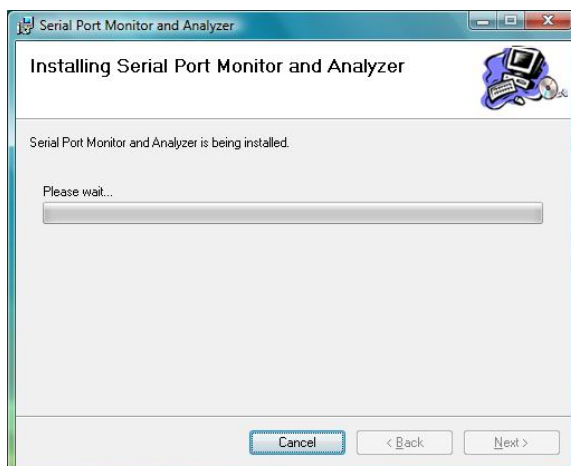 Serial Port Monitor and Analyzer
Installing Serial Port Monitor and Analyzer
Serial Port Monitor and Analyzer is being installed.
Please wait...
Cancel
< Back
Next >